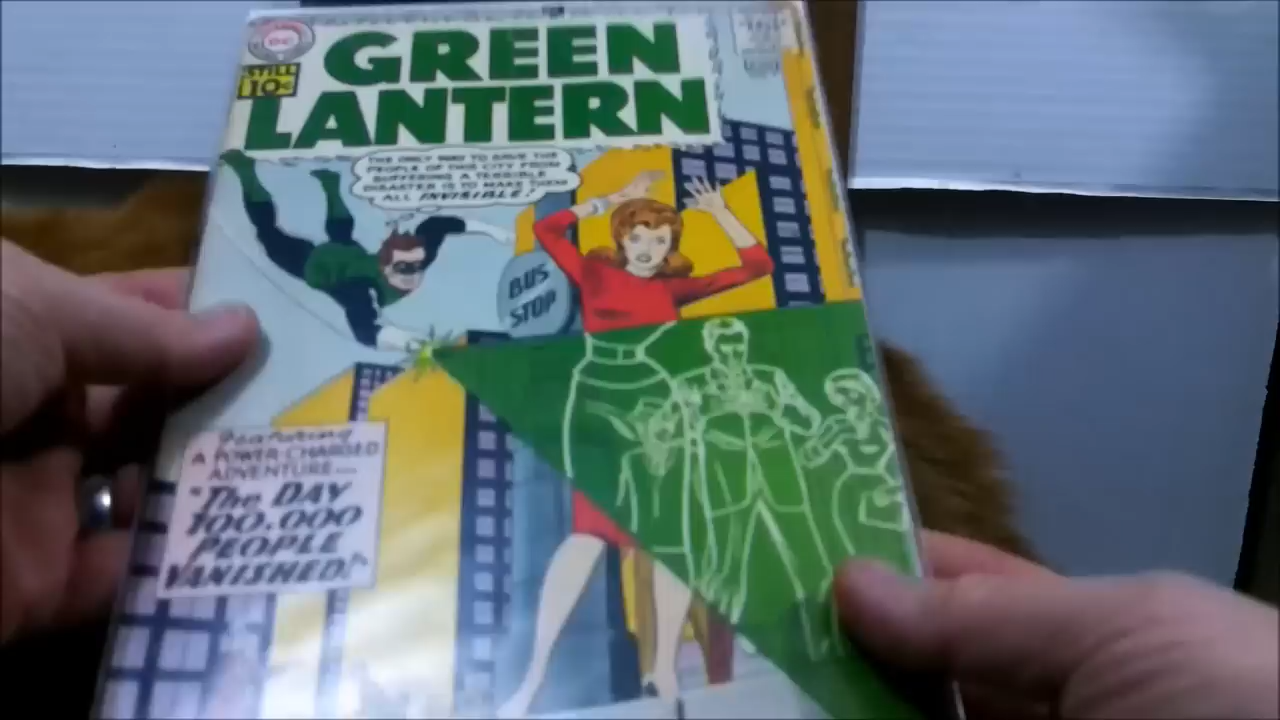 DC
STILL
10¢
GREEN
LANTERN
THE ONLY WAY TO SAVE THE
PEOPLE OF THIS CITY FROM
SUFFERING A TERRIBLE
DISASTER IS TO MAKE THEM
ALL INVISIBLE!
BUS
STOP
Featuring
A POWER-CHARGED
ADVENTURE....
"The DAY
100,000
PEOPLE
VANISHED!"